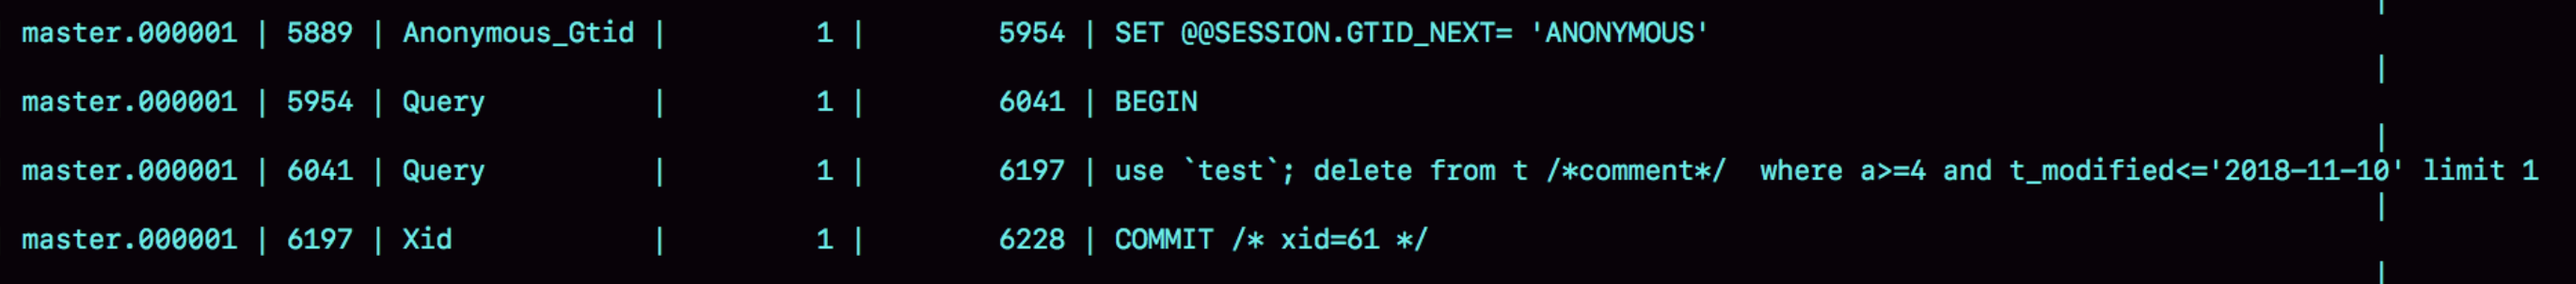 master.000001 | 5889 | Anonymous_Gtid | 1 | 5954 | SET @@SESSION.GTID_NEXT= 'ANONYMOUS' |
master.000001 | 5954 | Query | 1 | 6041 | BEGIN |
master.000001 | 6041 | Query | 1 | 6197 | use `test`; delete from t /*comment*/  where a>=4 and t_modified<='2018-11-10' limit 1 |
master.000001 | 6197 | Xid | 1 | 6228 | COMMIT /* xid=61 */ |